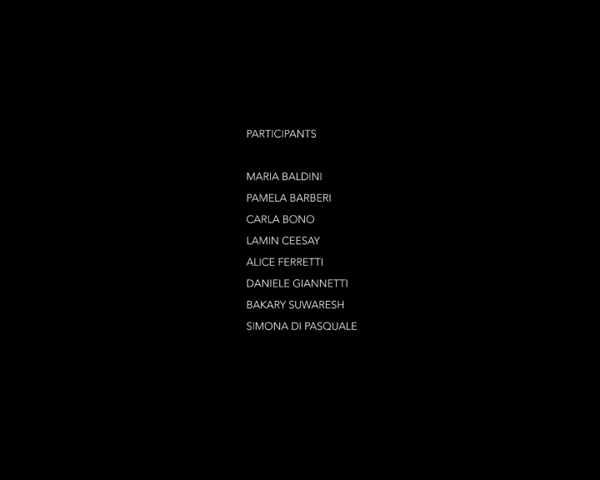 PARTICIPANTS
MARIA BALDINI
PAMELA BARBERI
CARLA BONO
LAMIN CEESAY
ALICE FERRETTI
DANIELE GIANNETTI
BAKARY SUWARESH
SIMONA DI PASQUALE